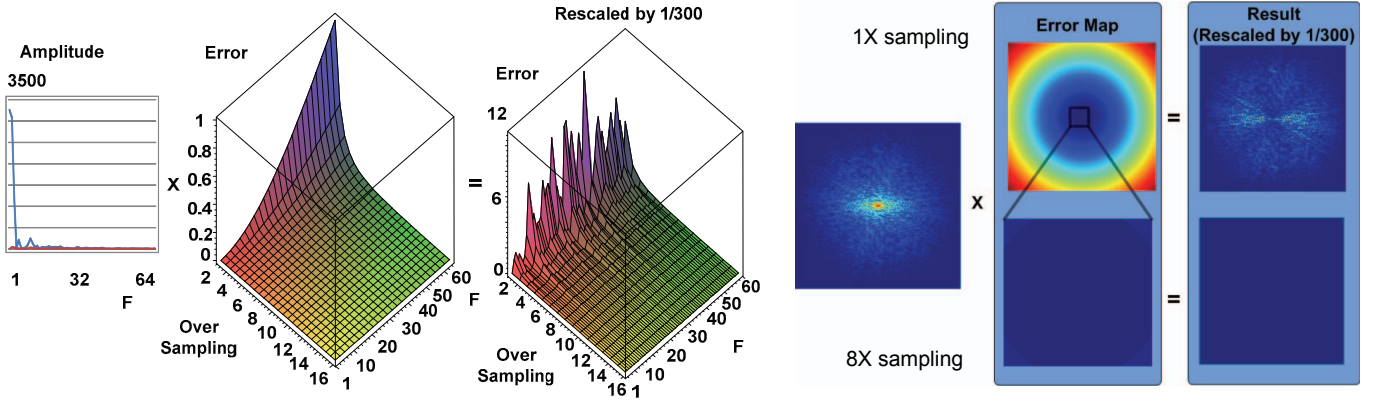 Amplitude
3500
1 32 64
F
X
Error
1
0.8
0.6
0.4
0.2
0
2
4
6
8
10
12
14
16
Over
Sampling
1
10
20
30
40
50
60
F
=
Rescaled by 1/300
Error
12
6
0
2
4
6
8
10
12
14
16
Over
Sampling
1
10
20
30
40
50
60
F
1X sampling
8X sampling
X
Error Map
=
=
Result
(Rescaled by 1/300)